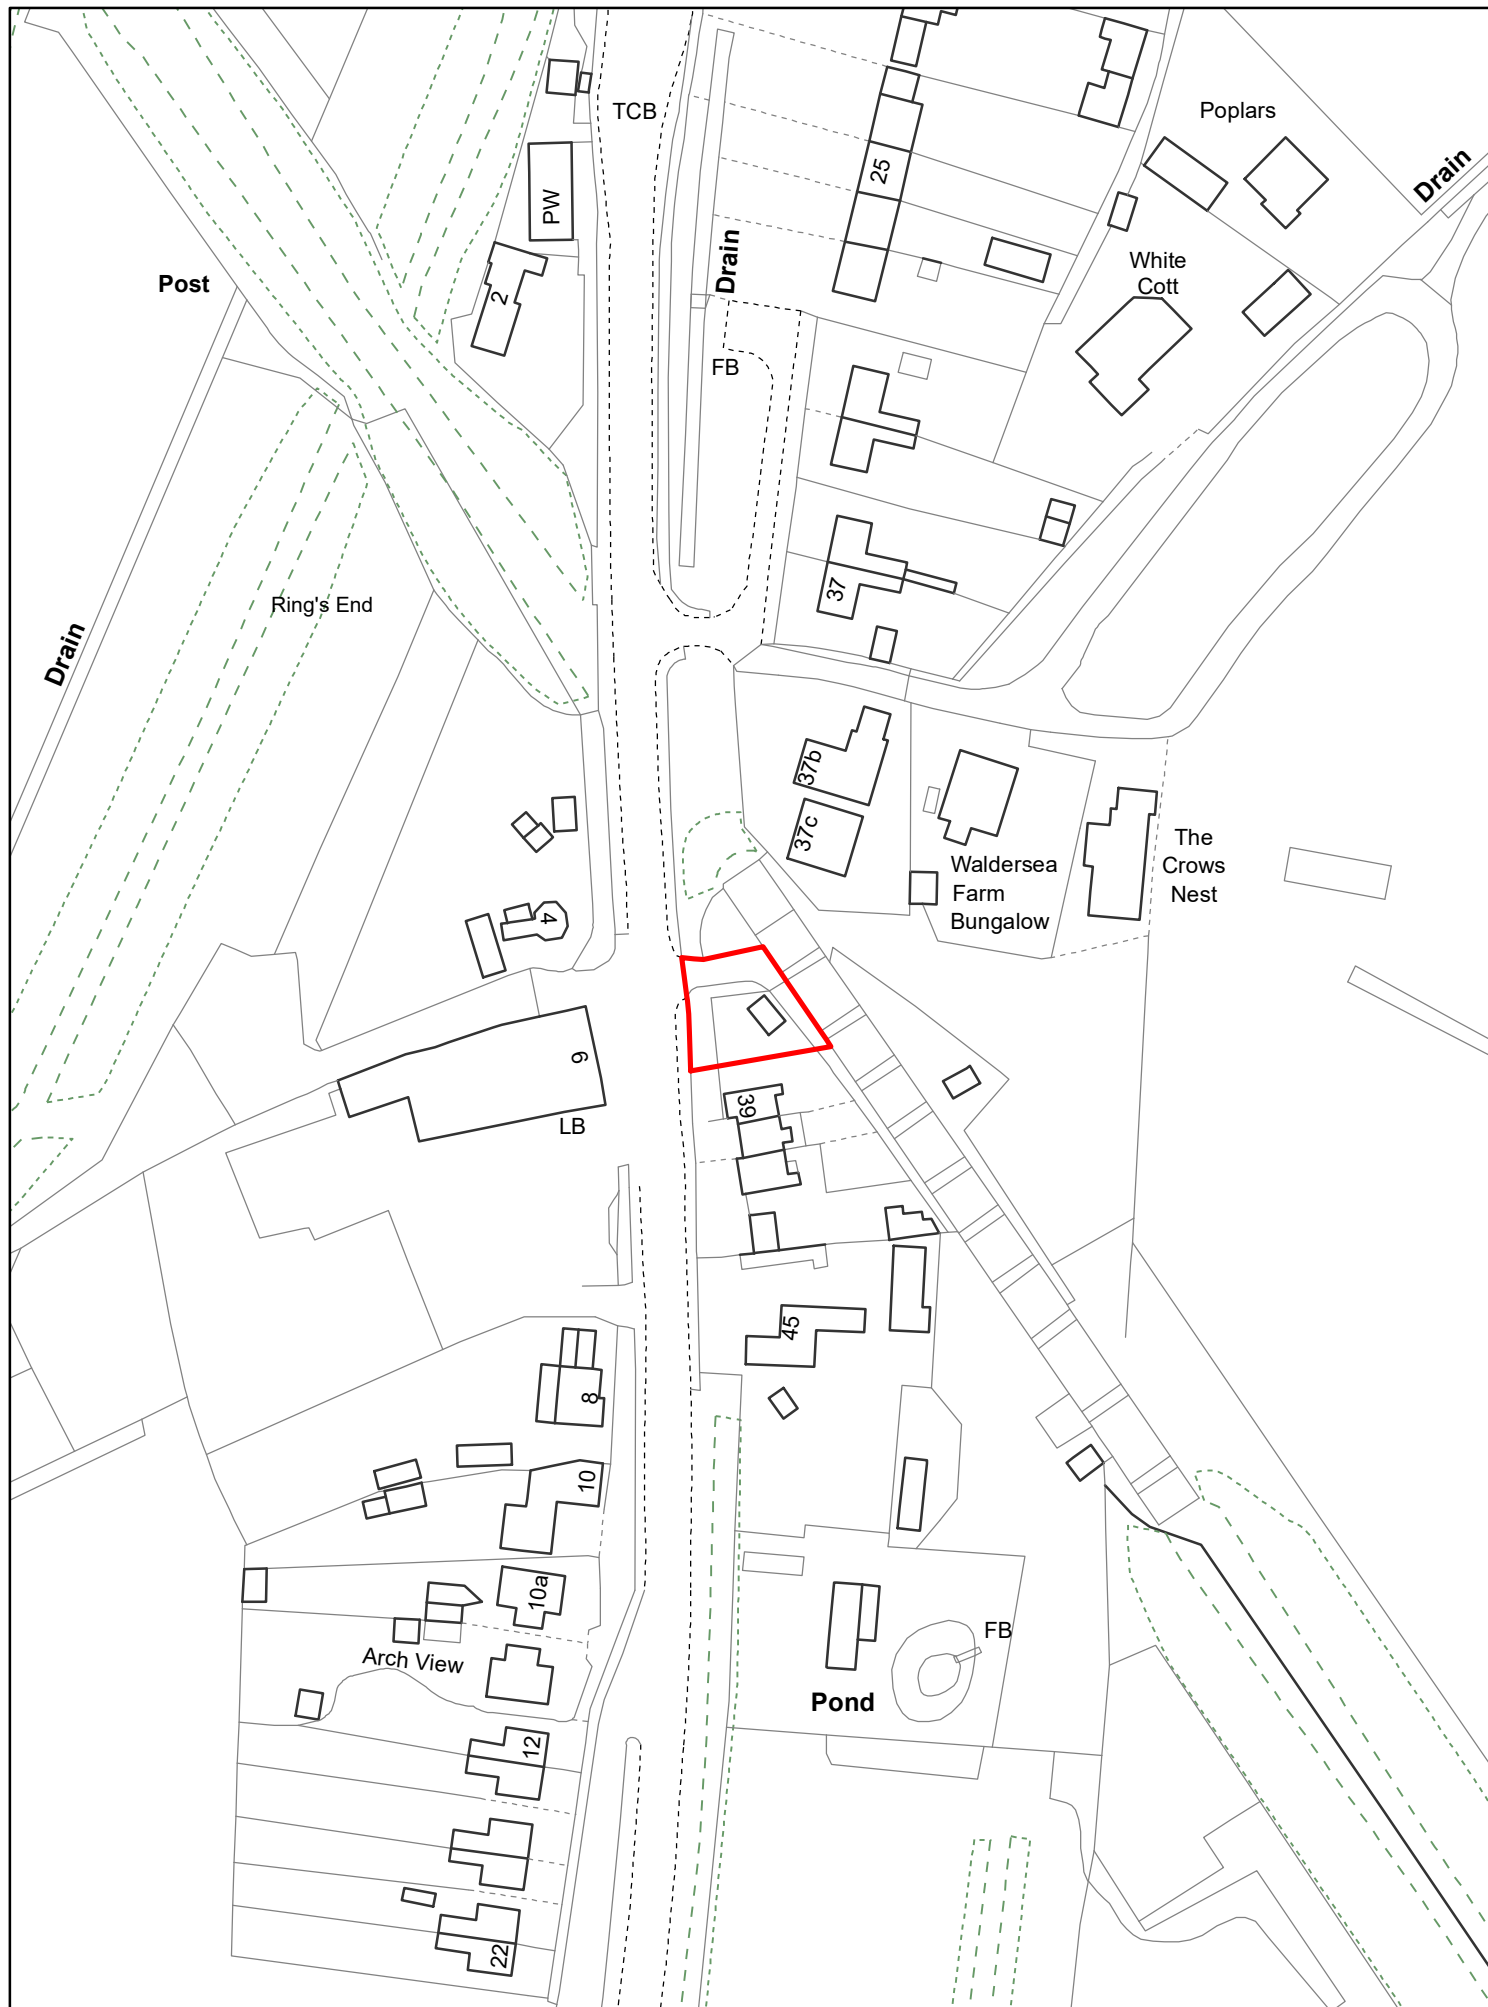 TCB
Poplars
25
Drain
PW
White
Cott
Drain
Post
2
FB
37
Ring's End
Drain
37b
37c
The
Crows
Nest
Waldersea
Farm
Bungalow
4
6
39
LB
45
8
10
10a
FB
Arch View
Pond
12
22